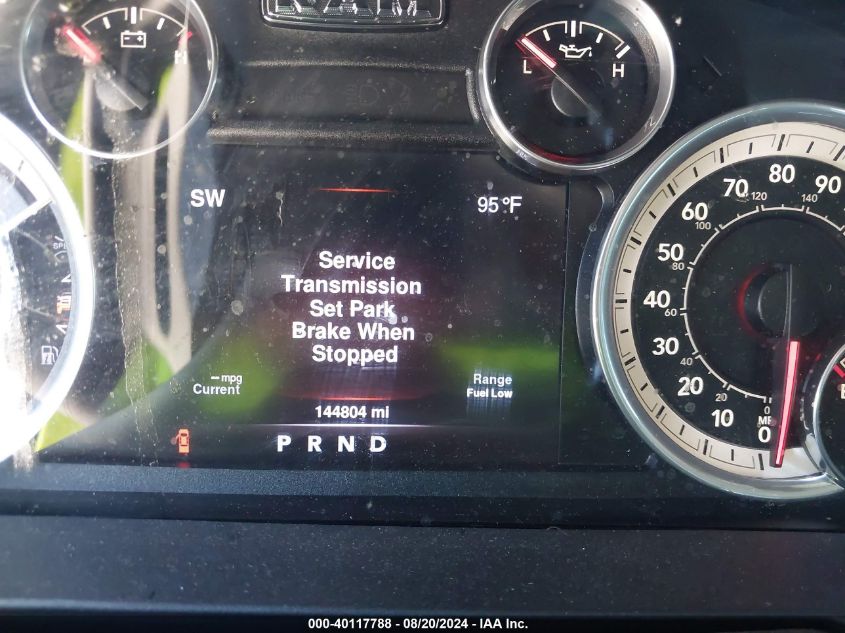 RAM
H
L H
SW
95 °F
Service
Transmission
Set Park
Brake When
Stopped
-- mpg
Current
Range
Fuel Low
144804 mi
P R N D
90
80
70
60
50
40
30
20
10
0
140
120
100
80
60
40
20
0
E
000-40117788 - 08/20/2024 - IAA Inc.